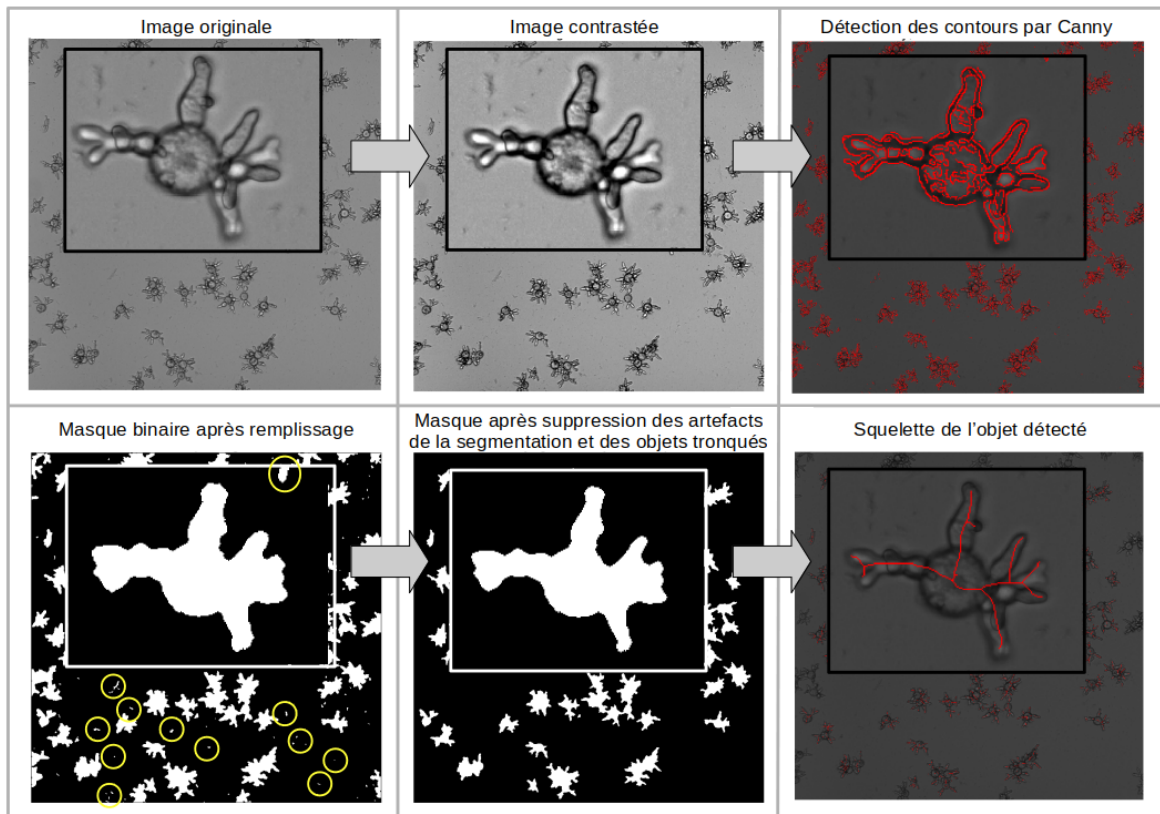 Image originale
Image contrastée
Détection des contours par Canny
Masque binaire après remplissage
Masque après suppression des artefacts
de la segmentation et des objets tronqués
Squelette de l'objet détecté